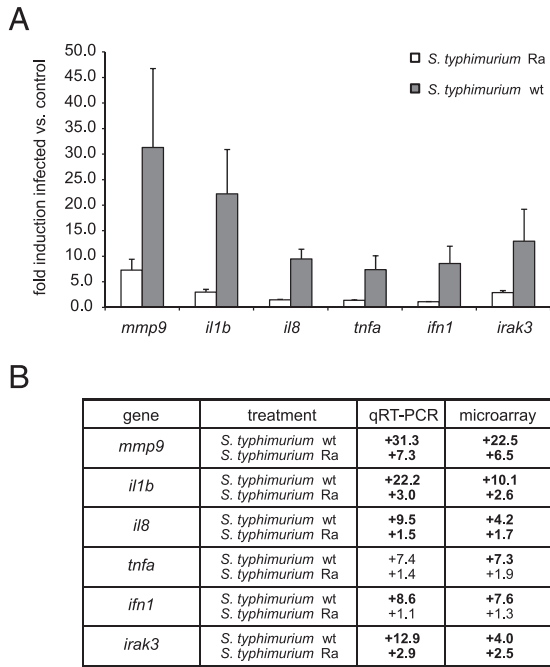 A
fold induction infected vs. control
50.0
45.0
40.0
35.0
30.0
25.0
20.0
15.0
10.0
5.0
0.0
S. typhimurium Ra
S. typhimurium wt
mmp9 il1b il8 tnfa ifn1 irak3
B
gene treatment qRT-PCR microarray
mmp9
S. typhimurium wt +31.3 +22.5
S. typhimurium Ra +7.3 +6.5
il1b
S. typhimurium wt +22.2 +10.1
S. typhimurium Ra +3.0 +2.6
il8
S. typhimurium wt +9.5 +4.2
S. typhimurium Ra +1.5 +1.7
tnfa
S. typhimurium wt +7.4 +7.3
S. typhimurium Ra +1.4 +1.9
ifn1
S. typhimurium wt +8.6 +7.6
S. typhimurium Ra +1.1 +1.3
irak3
S. typhimurium wt +12.9 +4.0
S. typhimurium Ra +2.9 +2.5